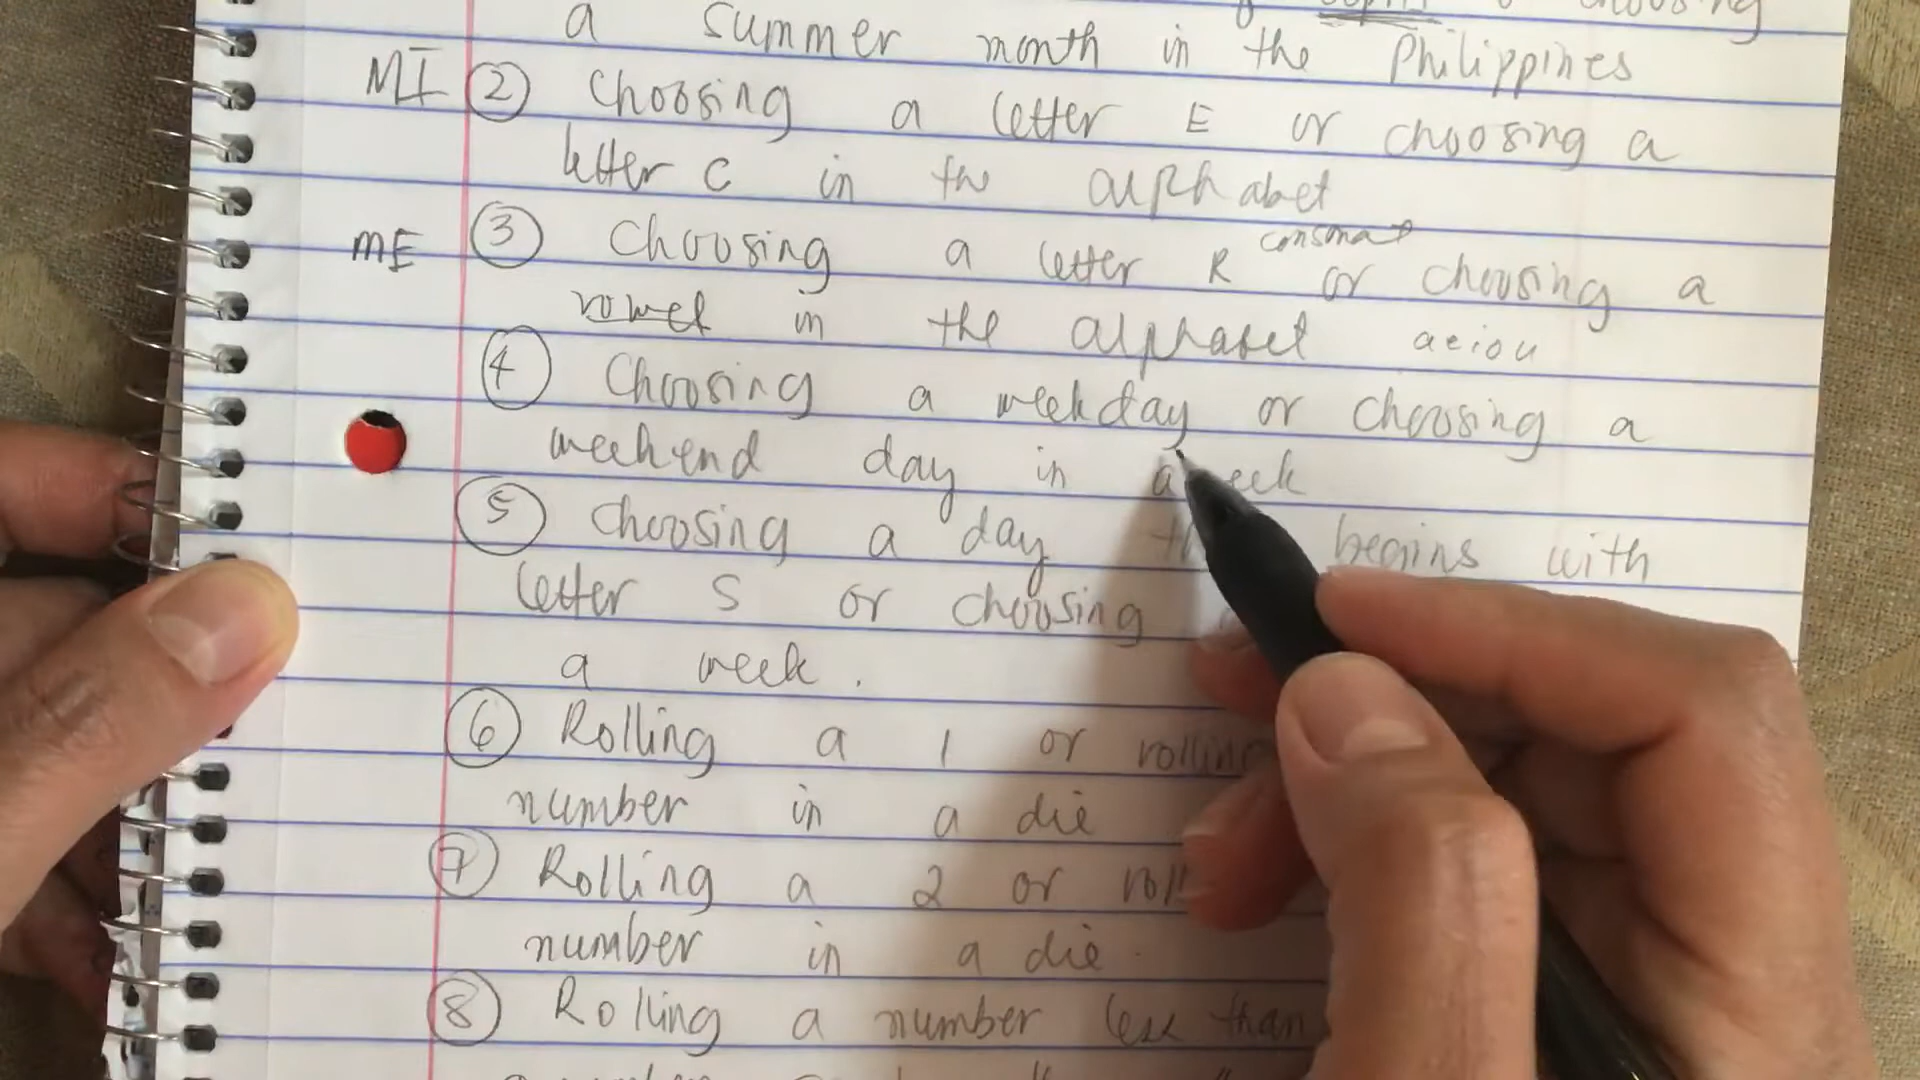 choosing
a summer month in the Philippines
MI ② Choosing a letter E or choosing a
letter C in the alphabet
consonant
ME ③ Choosing a letter R or choosing a
vowel in the alphabet aeiou
④ Choosing a weekday or choosing a
weekend day in a week
⑤ Choosing a day begins with
letter S or choosing
a week.
⑥ Rolling a 1 or rolling
number in a die
⑦ Rolling a 2 or
number in a die.
⑧ Rolling a number less than